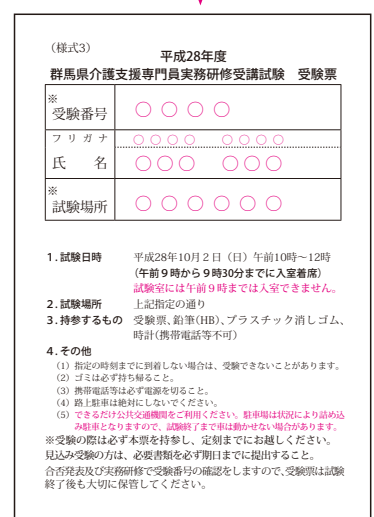 （様式3）
平成28年度
群馬県介護支援専門員実務研修受講試験　受験票
※
受験番号　○ ○ ○ ○
フ リ ガ ナ　○ ○ ○ ○　○ ○ ○ ○
氏　　名　○○○　○○○
※
試験場所　○ ○ ○ ○ ○ ○
1．試験日時　平成28年10月２日（日）午前10時～12時
（午前９時から９時30分までに入室着席）
試験室には午前９時までは入室できません。
2．試験場所　上記指定の通り
3．持参するもの　受験票、鉛筆(HB)、プラスチック消しゴム、
時計(携帯電話等不可)
4．その他
（1）指定の時刻までに到着しない場合は、受験できないことがあります。
（2）ゴミは必ず持ち帰ること。
（3）携帯電話等は必ず電源を切ること。
（4）路上駐車は絶対にしないでください。
（5）できるだけ公共交通機関をご利用ください。駐車場は状況により詰め込
み駐車となりますので、試験終了まで車は動かせない場合があります。
※受験の際は必ず本票を持参し、定刻までにお越しください。
見込み受験の方は、必要書類を必ず期日までに提出すること。
合否発表及び実務研修で受験番号の確認をしますので、受験票は試験
終了後も大切に保管してください。